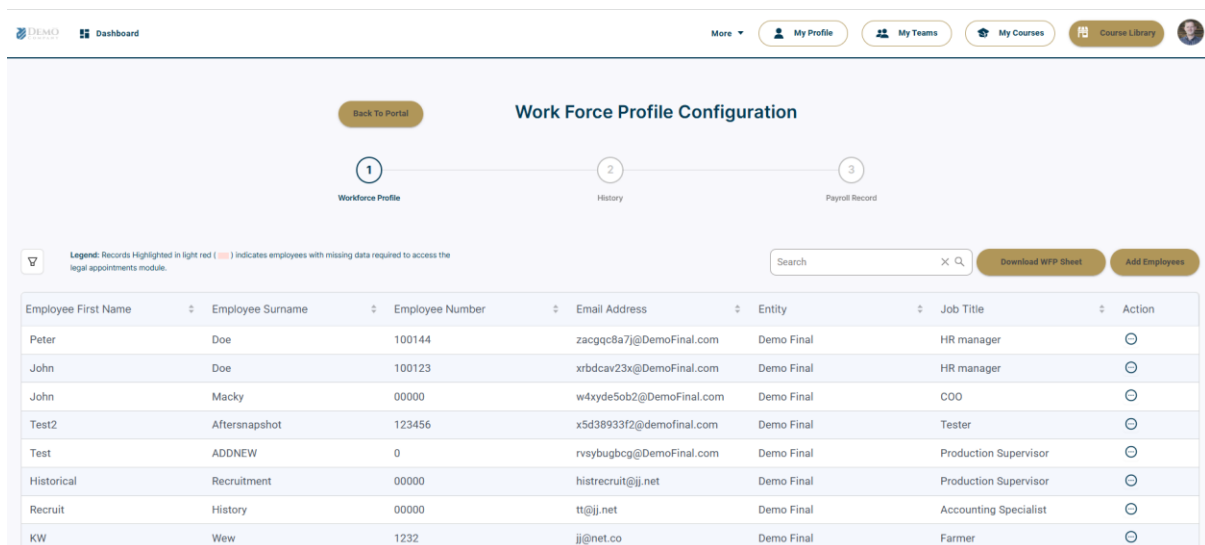 DEMO
COMPANY
Dashboard
More
My Profile
My Teams
My Courses
Course Library
Back To Portal
Work Force Profile Configuration
1
2
3
Workforce Profile
History
Payroll Record
Legend: Records Highlighted in light red ( ) indicates employees with missing data required to access the
legal appointments module.
Search
Download WFP Sheet
Add Employees
Employee First Name Employee Surname Employee Number Email Address Entity Job Title Action
Peter Doe 100144 zacgqc8a7j@DemoFinal.com Demo Final HR manager
John Doe 100123 xrbdcav23x@DemoFinal.com Demo Final HR manager
John Macky 00000 w4xyde5ob2@DemoFinal.com Demo Final COO
Test2 Aftersnapshot 123456 x5d38933f2@demofinal.com Demo Final Tester
Test ADDNEW 0 rvsybugbcg@DemoFinal.com Demo Final Production Supervisor
Historical Recruitment 00000 histrecruit@jj.net Demo Final Production Supervisor
Recruit History 00000 tt@jj.net Demo Final Accounting Specialist
KW Wew 1232 jj@net.co Demo Final Farmer